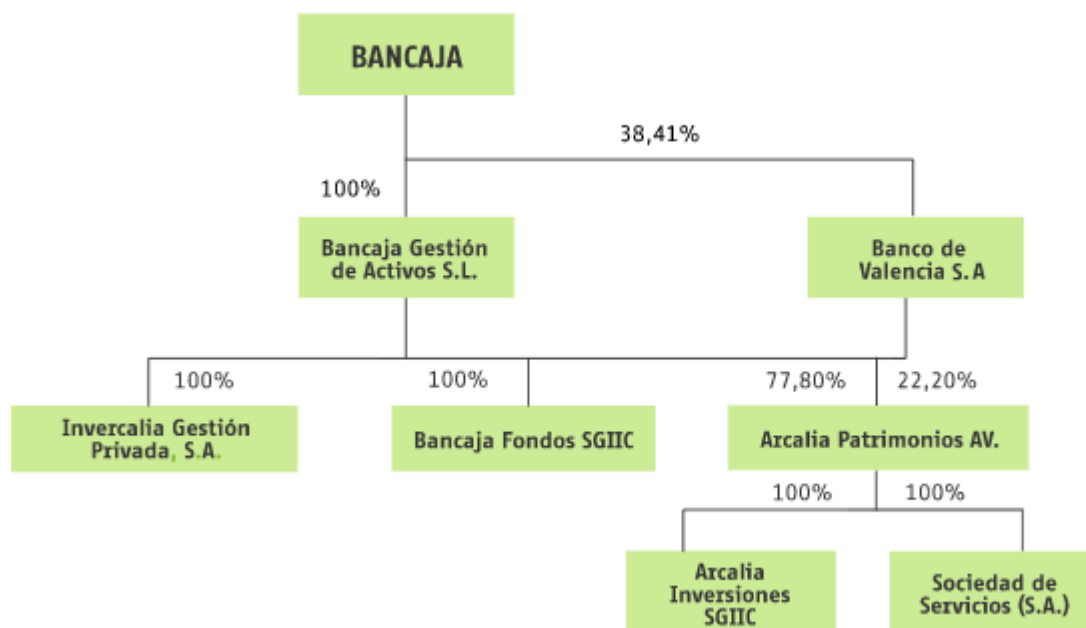 BANCAJA
38,41%
100%
Bancaja Gestión
de Activos S.L.
Banco de
Valencia S.A
100%
100%
77,80%
22,20%
Invercalia Gestión
Privada, S.A.
Bancaja Fondos SGIIC
Arcalia Patrimonios AV.
100%
100%
Arcalia
Inversiones
SGIIC
Sociedad de
Servicios (S.A.)